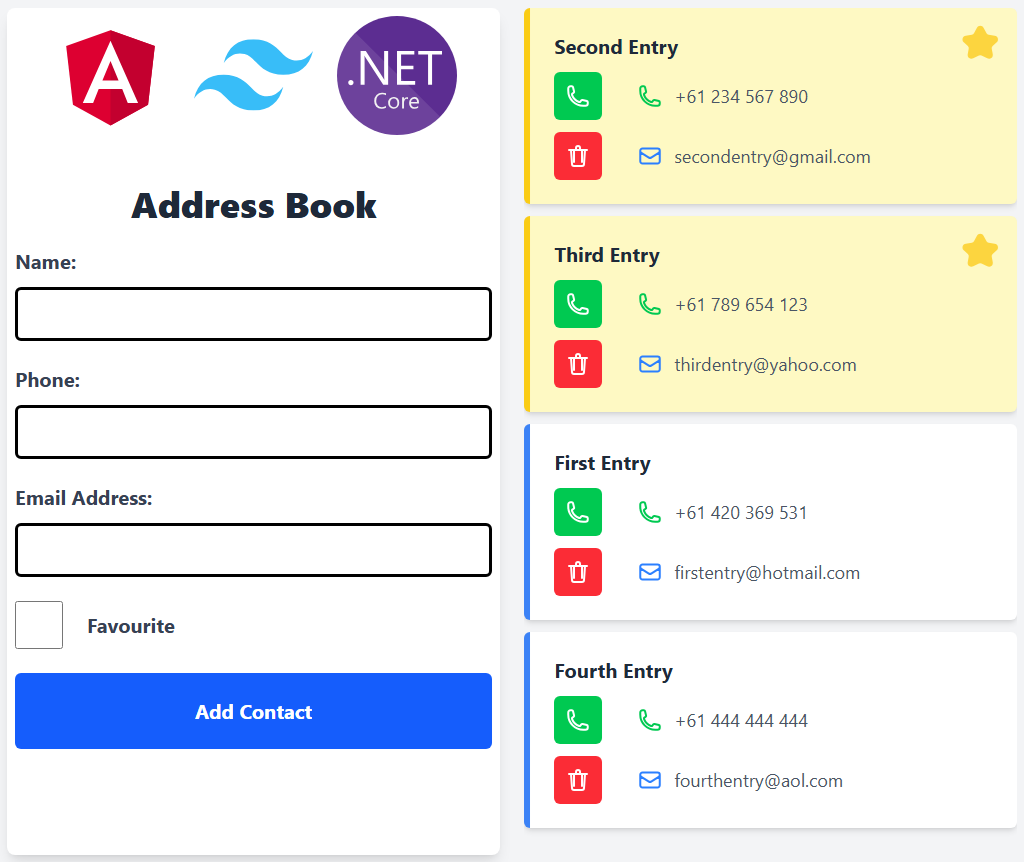 A
.NET
Core
Address Book
Name:
Phone:
Email Address:
Favourite
Add Contact
Second Entry
+61 234 567 890
secondentry@gmail.com
Third Entry
+61 789 654 123
thirdentry@yahoo.com
First Entry
+61 420 369 531
firstentry@hotmail.com
Fourth Entry
+61 444 444 444
fourthentry@aol.com